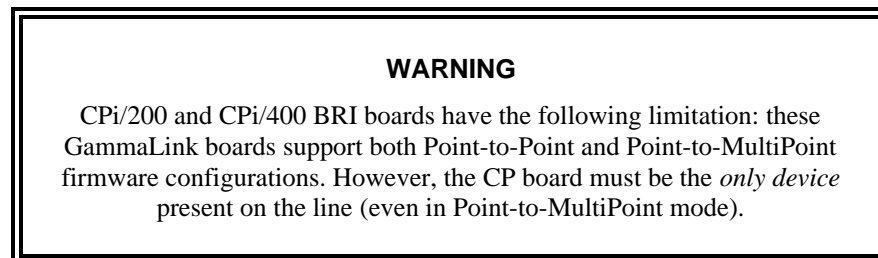 WARNING
CPi/200 and CPi/400 BRI boards have the following limitation: these
GammaLink boards support both Point-to-Point and Point-to-MultiPoint
firmware configurations. However, the CP board must be the only device
present on the line (even in Point-to-MultiPoint mode).